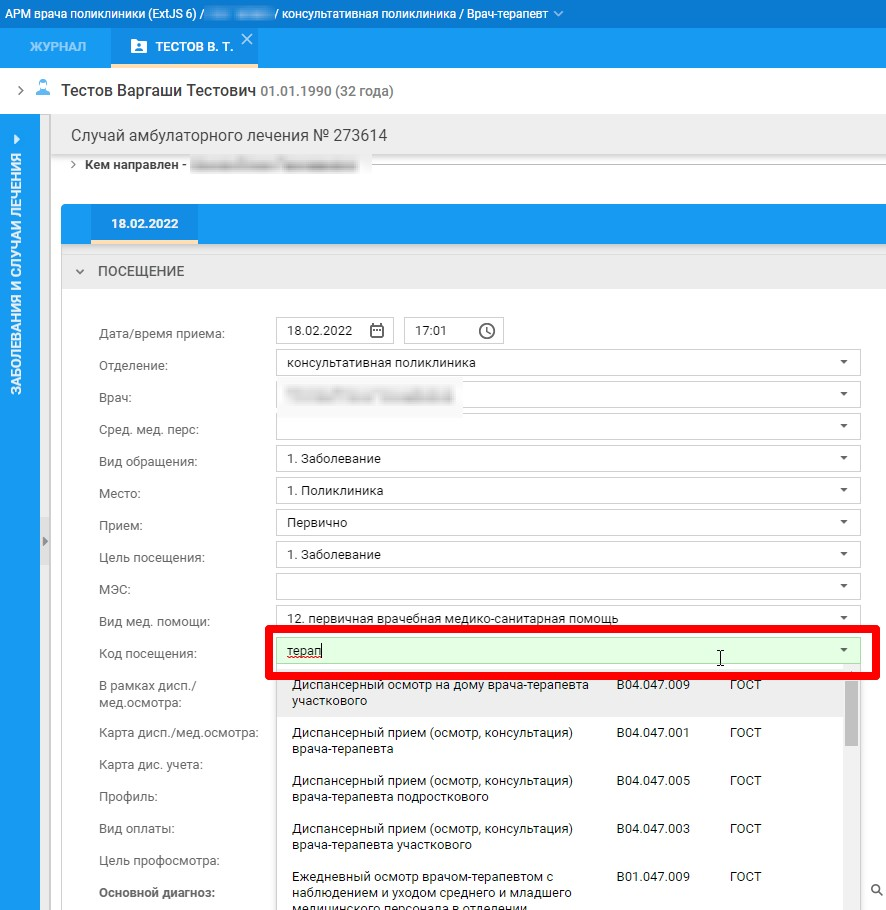 АРМ врача поликлиники (ExtJS 6) / / консультативная поликлиника / Врач-терапевт
ЖУРНАЛ
ТЕСТОВ В. Т.
Тестов Варгаши Тестович 01.01.1990 (32 года)
ЗАБОЛЕВАНИЯ И СЛУЧАИ ЛЕЧЕНИЯ
Случай амбулаторного лечения № 273614
Кем направлен -
18.02.2022
ПОСЕЩЕНИЕ
Дата/время приема: 18.02.2022 17:01
Отделение: консультативная поликлиника
Врач:
Сред. мед. перс:
Вид обращения: 1. Заболевание
Место: 1. Поликлиника
Прием: Первично
Цель посещения: 1. Заболевание
МЭС:
Вид мед. помощи: 12. первичная врачебная медико-санитарная помощь
Код посещения: терап
В рамках дисп./
мед.осмотра:
Карта дисп./мед.осмотра:
Карта дис. учета:
Профиль:
Вид оплаты:
Цель профосмотра:
Основной диагноз:
Диспансерный осмотр на дому врача-терапевта B04.047.009 ГОСТ
участкового
Диспансерный прием (осмотр, консультация) B04.047.001 ГОСТ
врача-терапевта
Диспансерный прием (осмотр, консультация) B04.047.005 ГОСТ
врача-терапевта подросткового
Диспансерный прием (осмотр, консультация) B04.047.003 ГОСТ
врача-терапевта участкового
Ежедневный осмотр врачом-терапевтом с B01.047.009 ГОСТ
наблюдением и уходом среднего и младшего
медицинского персонала в отделении